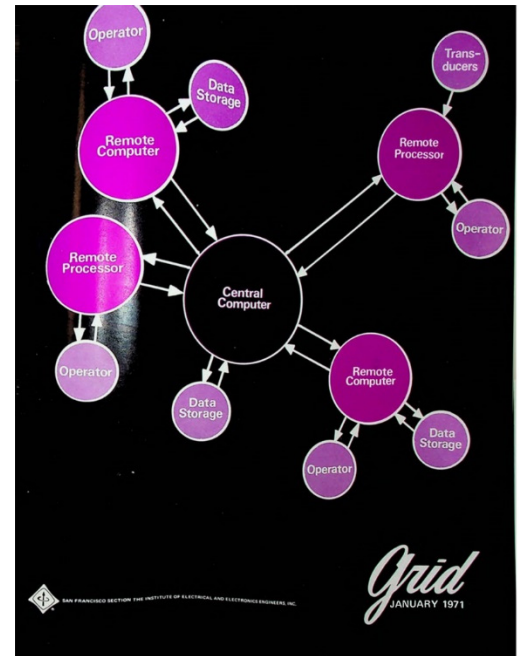 Operator
Data
Storage
Remote
Computer
Trans-
ducers
Remote
Processor
Operator
Remote
Processor
Operator
Central
Computer
Data
Storage
Remote
Computer
Operator
Data
Storage
Grid
JANUARY 1971
SAN FRANCISCO SECTION THE INSTITUTE OF ELECTRICAL AND ELECTRONICS ENGINEERS, INC.